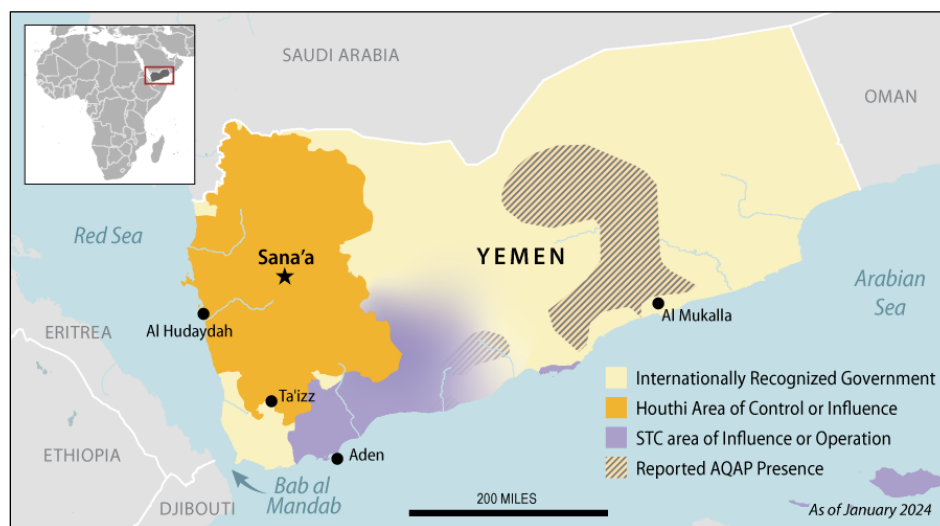 SAUDI ARABIA
OMAN
Red Sea
Sana'a
YEMEN
Arabian
Sea
Al Mukalla
ERITREA
Al Hudaydah
Ta'izz
Internationally Recognized Government
Houthi Area of Control or Influence
STC area of Influence or Operation
Reported AQAP Presence
ETHIOPIA
Aden
Bab al
Mandab
DJIBOUTI
200 MILES
As of January 2024